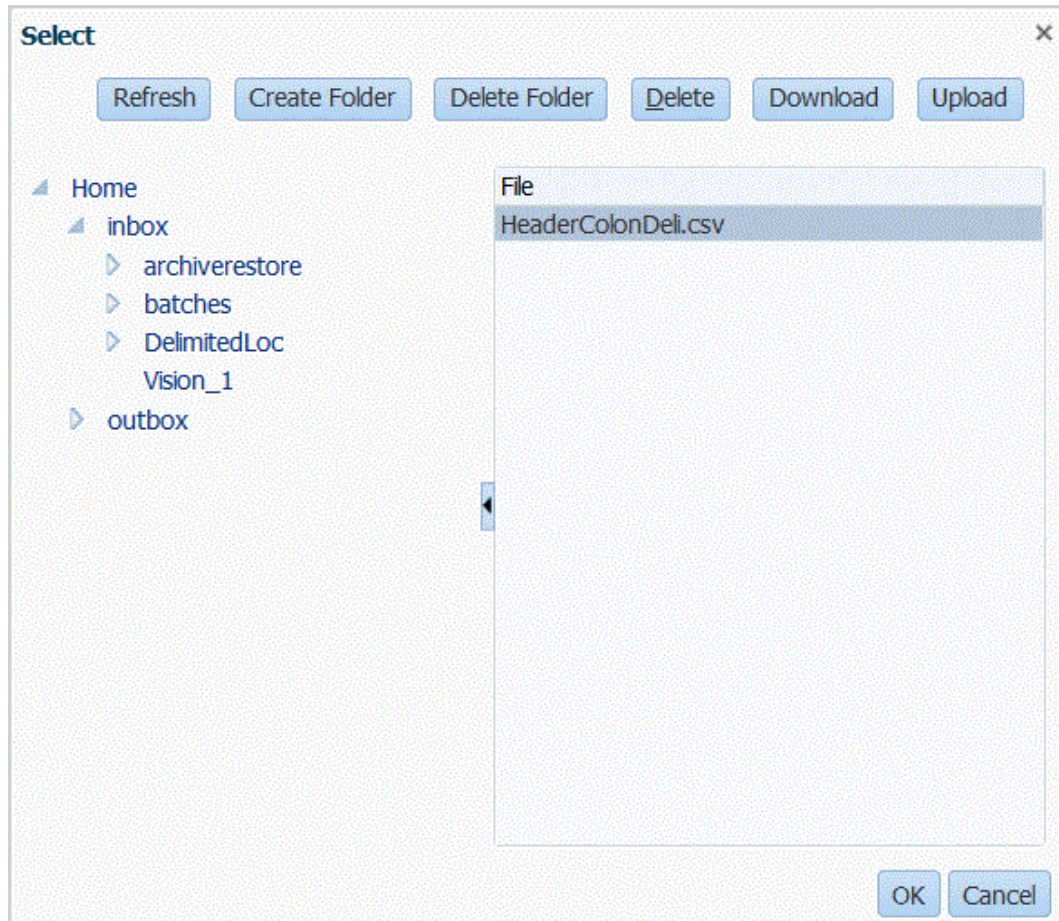 Select
Refresh Create Folder Delete Folder Delete Download Upload
Home
inbox
archiverestore
batches
DelimitedLoc
Vision_1
outbox
File
HeaderColonDeli.csv
OK Cancel